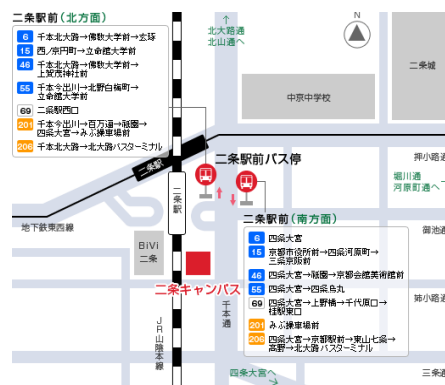 二条駅前(北方面)
6 千本北大路→佛教大学前→玄琢
15 西ノ京円町→立命館大学前
46 千本北大路→佛教大学前→
上賀茂神社前
55 千本今出川→北野白梅町→
立命館大学前
69 二条駅西口
201 千本今出川→百万遍→祇園→
四条大宮→みぶ操車場前
206 千本北大路→北大路バスターミナル
北大路通
北山通へ
N
二条城
中京中学校
二条駅
二条駅
二条駅前バス停
押小路通
堀川通
河原町通へ
地下鉄東西線
BiVi
二条
御池通
二条駅前(南方面)
6 四条大宮
15 京都市役所前→四条河原町→
三条京阪前
46 四条大宮→祇園→京都会館美術館前
55 四条大宮→四条烏丸
69 四条大宮→上野橋→千代原口→
桂駅東口
201 みぶ操車場前
206 四条大宮→京都駅前→東山七条→
高野→北大路バスターミナル
二条キャンパス
姉小路通
千本通
JR山陰本線
四条大宮へ
三条通